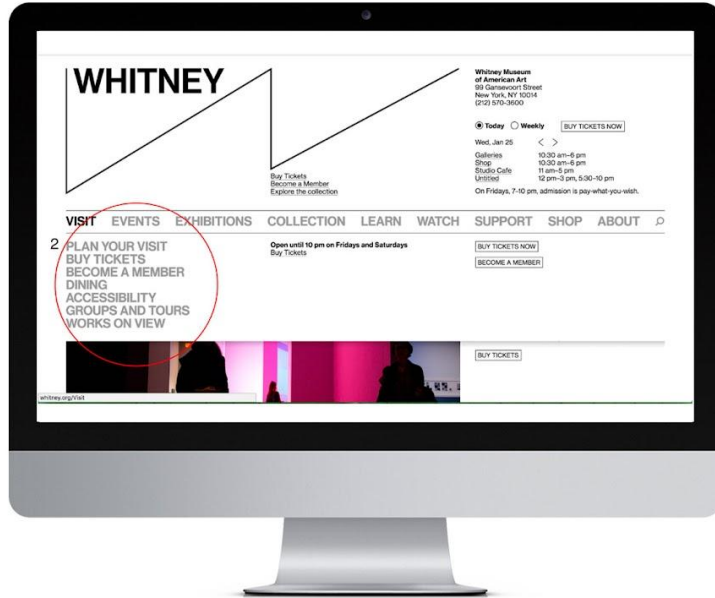 WHITNEY
Buy Tickets
Become a Member
Explore the collection
Whitney Museum
of American Art
99 Gansevoort Street
New York, NY 10014
(212) 570-3600
Today Weekly BUY TICKETS NOW
Wed, Jan 25 < >
Galleries 10:30 am–6 pm
Shop 10:30 am–6 pm
Studio Cafe 11 am–5 pm
Untitled 12 pm–3 pm, 5:30–10 pm
On Fridays, 7–10 pm, admission is pay-what-you-wish.
VISIT EVENTS EXHIBITIONS COLLECTION LEARN WATCH SUPPORT SHOP ABOUT
2
PLAN YOUR VISIT
BUY TICKETS
BECOME A MEMBER
DINING
ACCESSIBILITY
GROUPS AND TOURS
WORKS ON VIEW
Open until 10 pm on Fridays and Saturdays
Buy Tickets
BUY TICKETS NOW
BECOME A MEMBER
BUY TICKETS
whitney.org/Visit